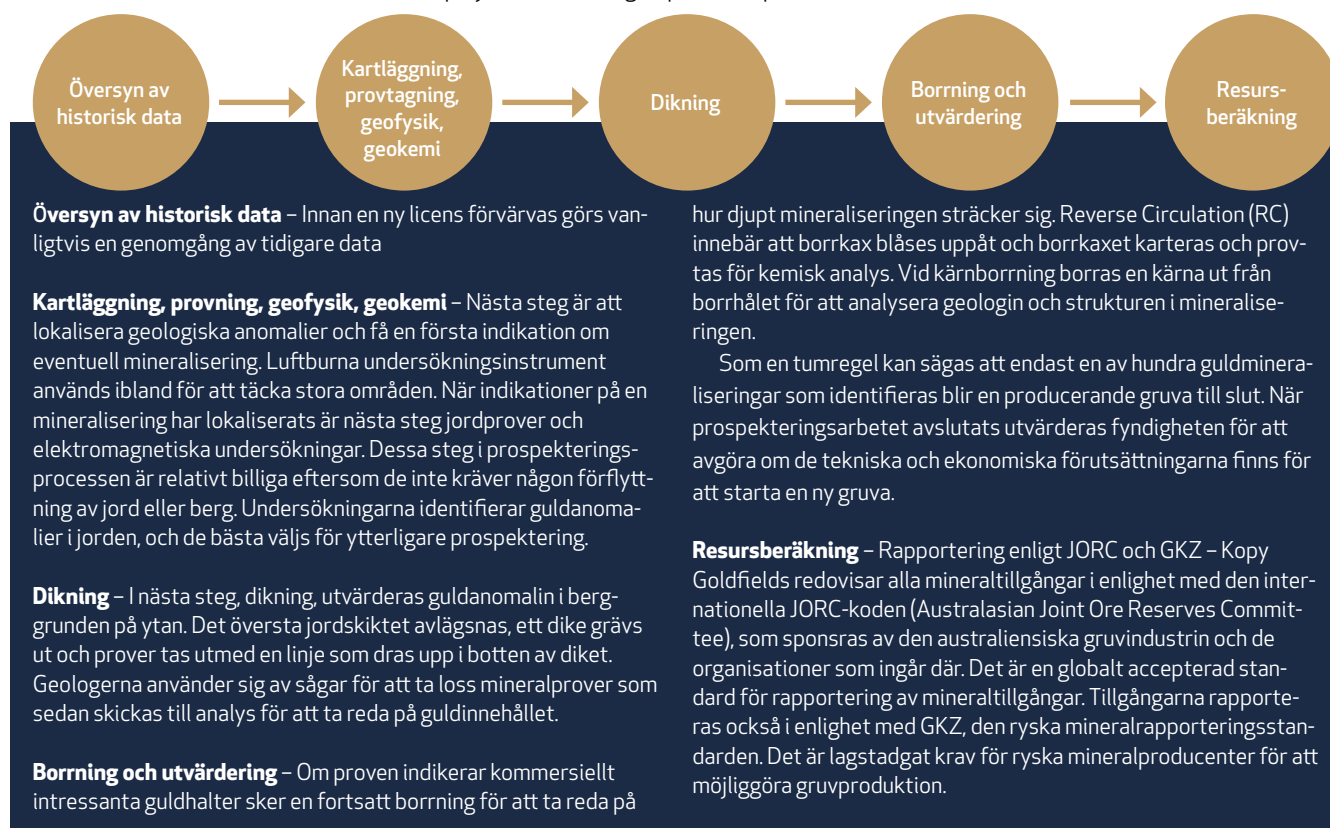 Översyn av
historisk data
Kartläggning,
provtagning,
geofysik,
geokemi
Dikning
Borrning och
utvärdering
Resurs-
beräkning
Översyn av historisk data – Innan en ny licens förvärvas görs van-
ligtvis en genomgång av tidigare data
Kartläggning, provning, geofysik, geokemi – Nästa steg är att
lokalisera geologiska anomalier och få en första indikation om
eventuell mineralisering. Luftburna undersökningsinstrument
används ibland för att täcka stora områden. När indikationer på en
mineralisering har lokaliserats är nästa steg jordprover och
elektromagnetiska undersökningar. Dessa steg i prospekterings-
processen är relativt billiga eftersom de inte kräver någon förflytt-
ning av jord eller berg. Undersökningarna identifierar guldanoma-
lier i jorden, och de bästa väljs för ytterligare prospektering.
Dikning – I nästa steg, dikning, utvärderas guldanomalin i berg-
grunden på ytan. Det översta jordskiktet avlägsnas, ett dike grävs
ut och prover tas utmed en linje som dras upp i botten av diket.
Geologerna använder sig av sågar för att ta loss mineralprover som
sedan skickas till analys för att ta reda på guldinnehållet.
Borrning och utvärdering – Om proven indikerar kommersiellt
intressanta guldhalter sker en fortsatt borrning för att ta reda på
hur djupt mineraliseringen sträcker sig. Reverse Circulation (RC)
innebär att borrkax blåses uppåt och borrkaxet karteras och prov-
tas för kemisk analys. Vid kärnborrning borras en kärna ut från
borrhålet för att analysera geologin och strukturen i mineralise-
ringen.
Som en tumregel kan sägas att endast en av hundra guldminera-
liseringar som identifieras blir en producerande gruva till slut. När
prospekteringsarbetet avslutats utvärderas fyndigheten för att
avgöra om de tekniska och ekonomiska förutsättningarna finns för
att starta en ny gruva.
Resursberäkning – Rapportering enligt JORC och GKZ – Kopy
Goldfields redovisar alla mineraltillgångar i enlighet med den inter-
nationella JORC-koden (Australasian Joint Ore Reserves Commit-
tee), som sponsras av den australiensiska gruvindustrin och de
organisationer som ingår där. Det är en globalt accepterad stan-
dard för rapportering av mineraltillgångar. Tillgångarna rapporte-
ras också i enlighet med GKZ, den ryska mineralrapporteringsstan-
darden. Det är lagstadgat krav för ryska mineralproducenter för att
möjliggöra gruvproduktion.